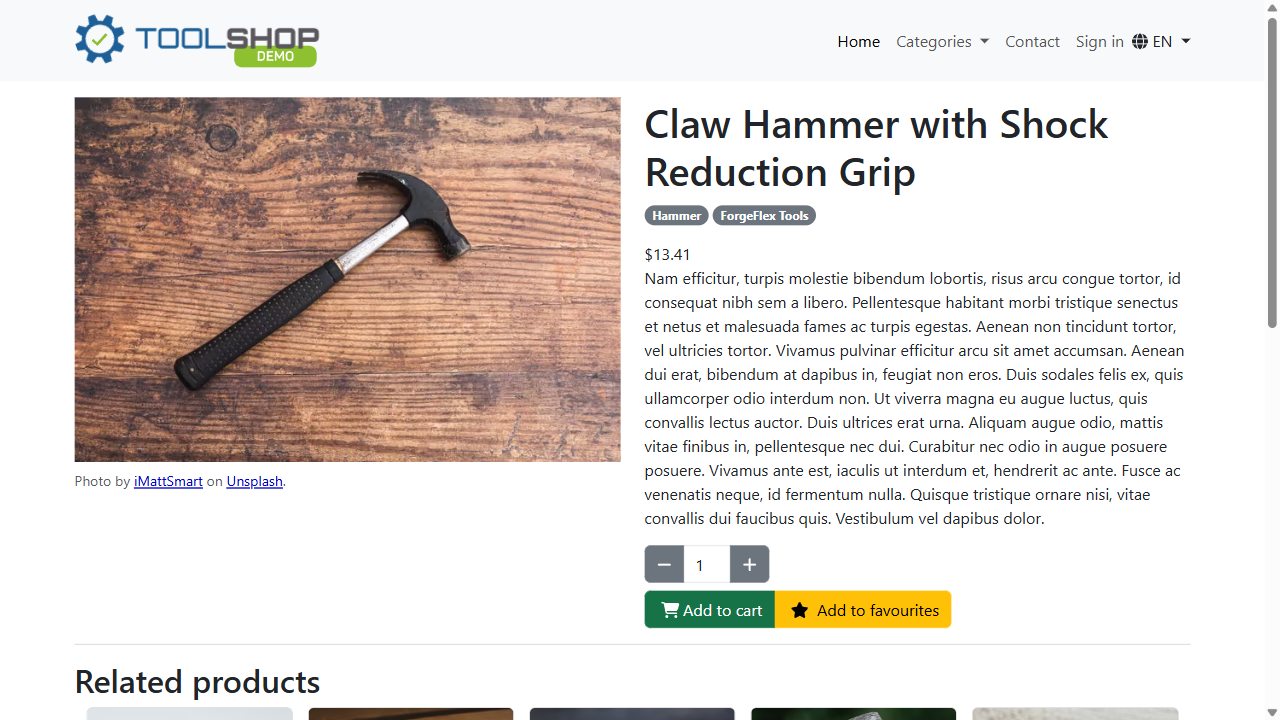 TOOLSHOP
DEMO
Home Categories Contact Sign in EN
Claw Hammer with Shock
Reduction Grip
Hammer ForgeFlex Tools
$13.41
Nam efficitur, turpis molestie bibendum lobortis, risus arcu congue tortor, id
consequat nibh sem a libero. Pellentesque habitant morbi tristique senectus
et netus et malesuada fames ac turpis egestas. Aenean non tincidunt tortor,
vel ultricies tortor. Vivamus pulvinar efficitur arcu sit amet accumsan. Aenean
dui erat, bibendum at dapibus in, feugiat non eros. Duis sodales felis ex, quis
ullamcorper odio interdum non. Ut viverra magna eu augue luctus, quis
convallis lectus auctor. Duis ultrices erat urna. Aliquam augue odio, mattis
vitae finibus in, pellentesque nec dui. Curabitur nec odio in augue posuere
posuere. Vivamus ante est, iaculis ut interdum et, hendrerit ac ante. Fusce ac
venenatis neque, id fermentum nulla. Quisque tristique ornare nisi, vitae
convallis dui faucibus quis. Vestibulum vel dapibus dolor.
Photo by iMattSmart on Unsplash.
1
Add to cart Add to favourites
Related products